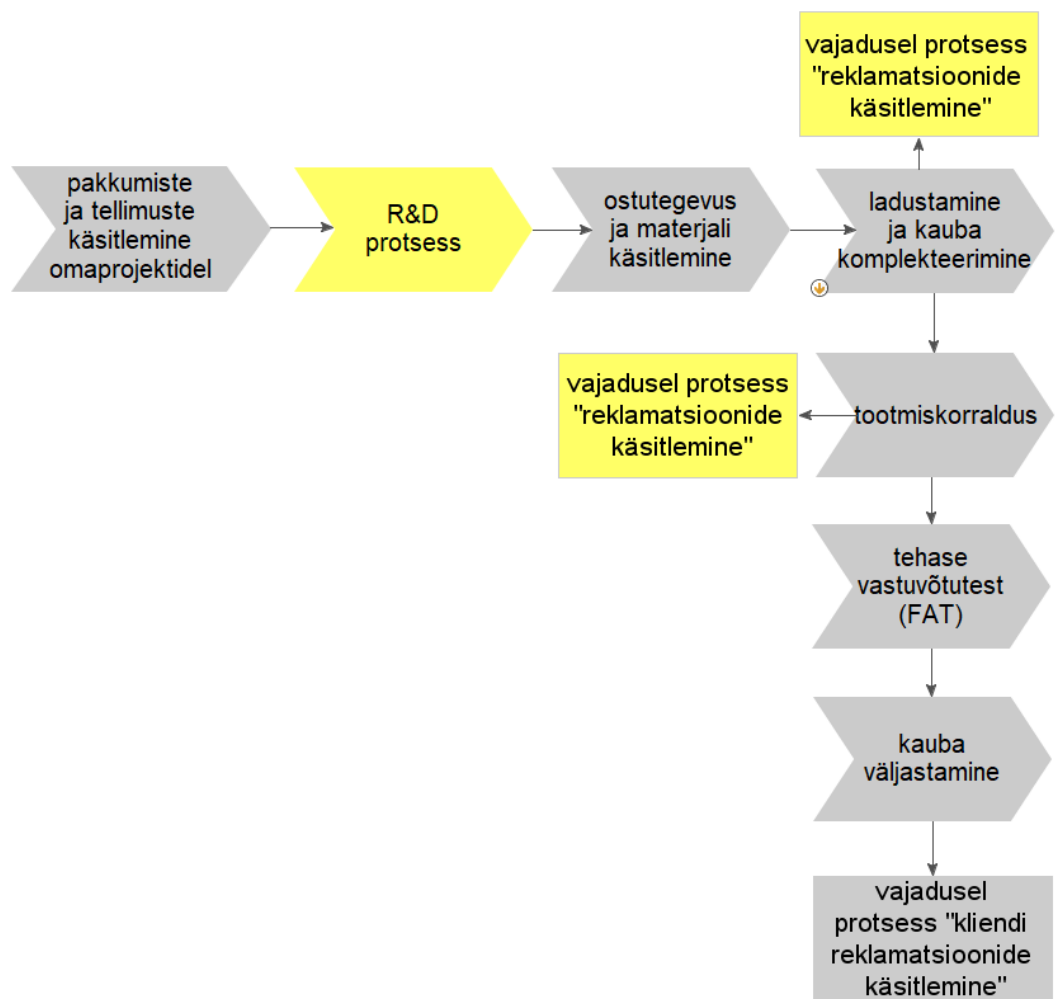 vajadusel protsess
"reklamatsioonide
käsitlemine"
pakkumiste
ja tellimuste
käsitlemine
omaprojektidel
R&D
protsess
ostutegevus
ja materjali
käsitlemine
ladustamine
ja kauba
komplekteerimine
vajadusel protsess
"reklamatsioonide
käsitlemine"
tootmiskorraldus
tehase
vastuvõtutest
(FAT)
kauba
väljastamine
vajadusel
protsess "kliendi
reklamatsioonide
käsitlemine"